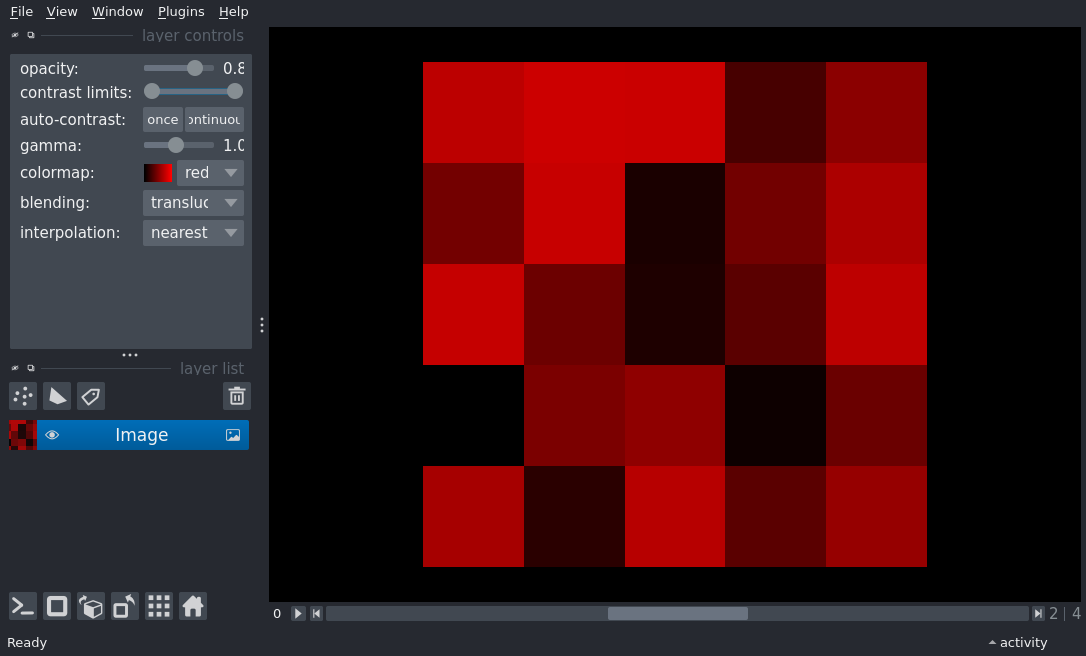 File View Window Plugins Help
layer controls
opacity: 0.8
contrast limits:
auto-contrast: once ontinuou
gamma: 1.0
colormap: red
blending: transluc
interpolation: nearest
layer list
Image
0 2 | 4
Ready activity